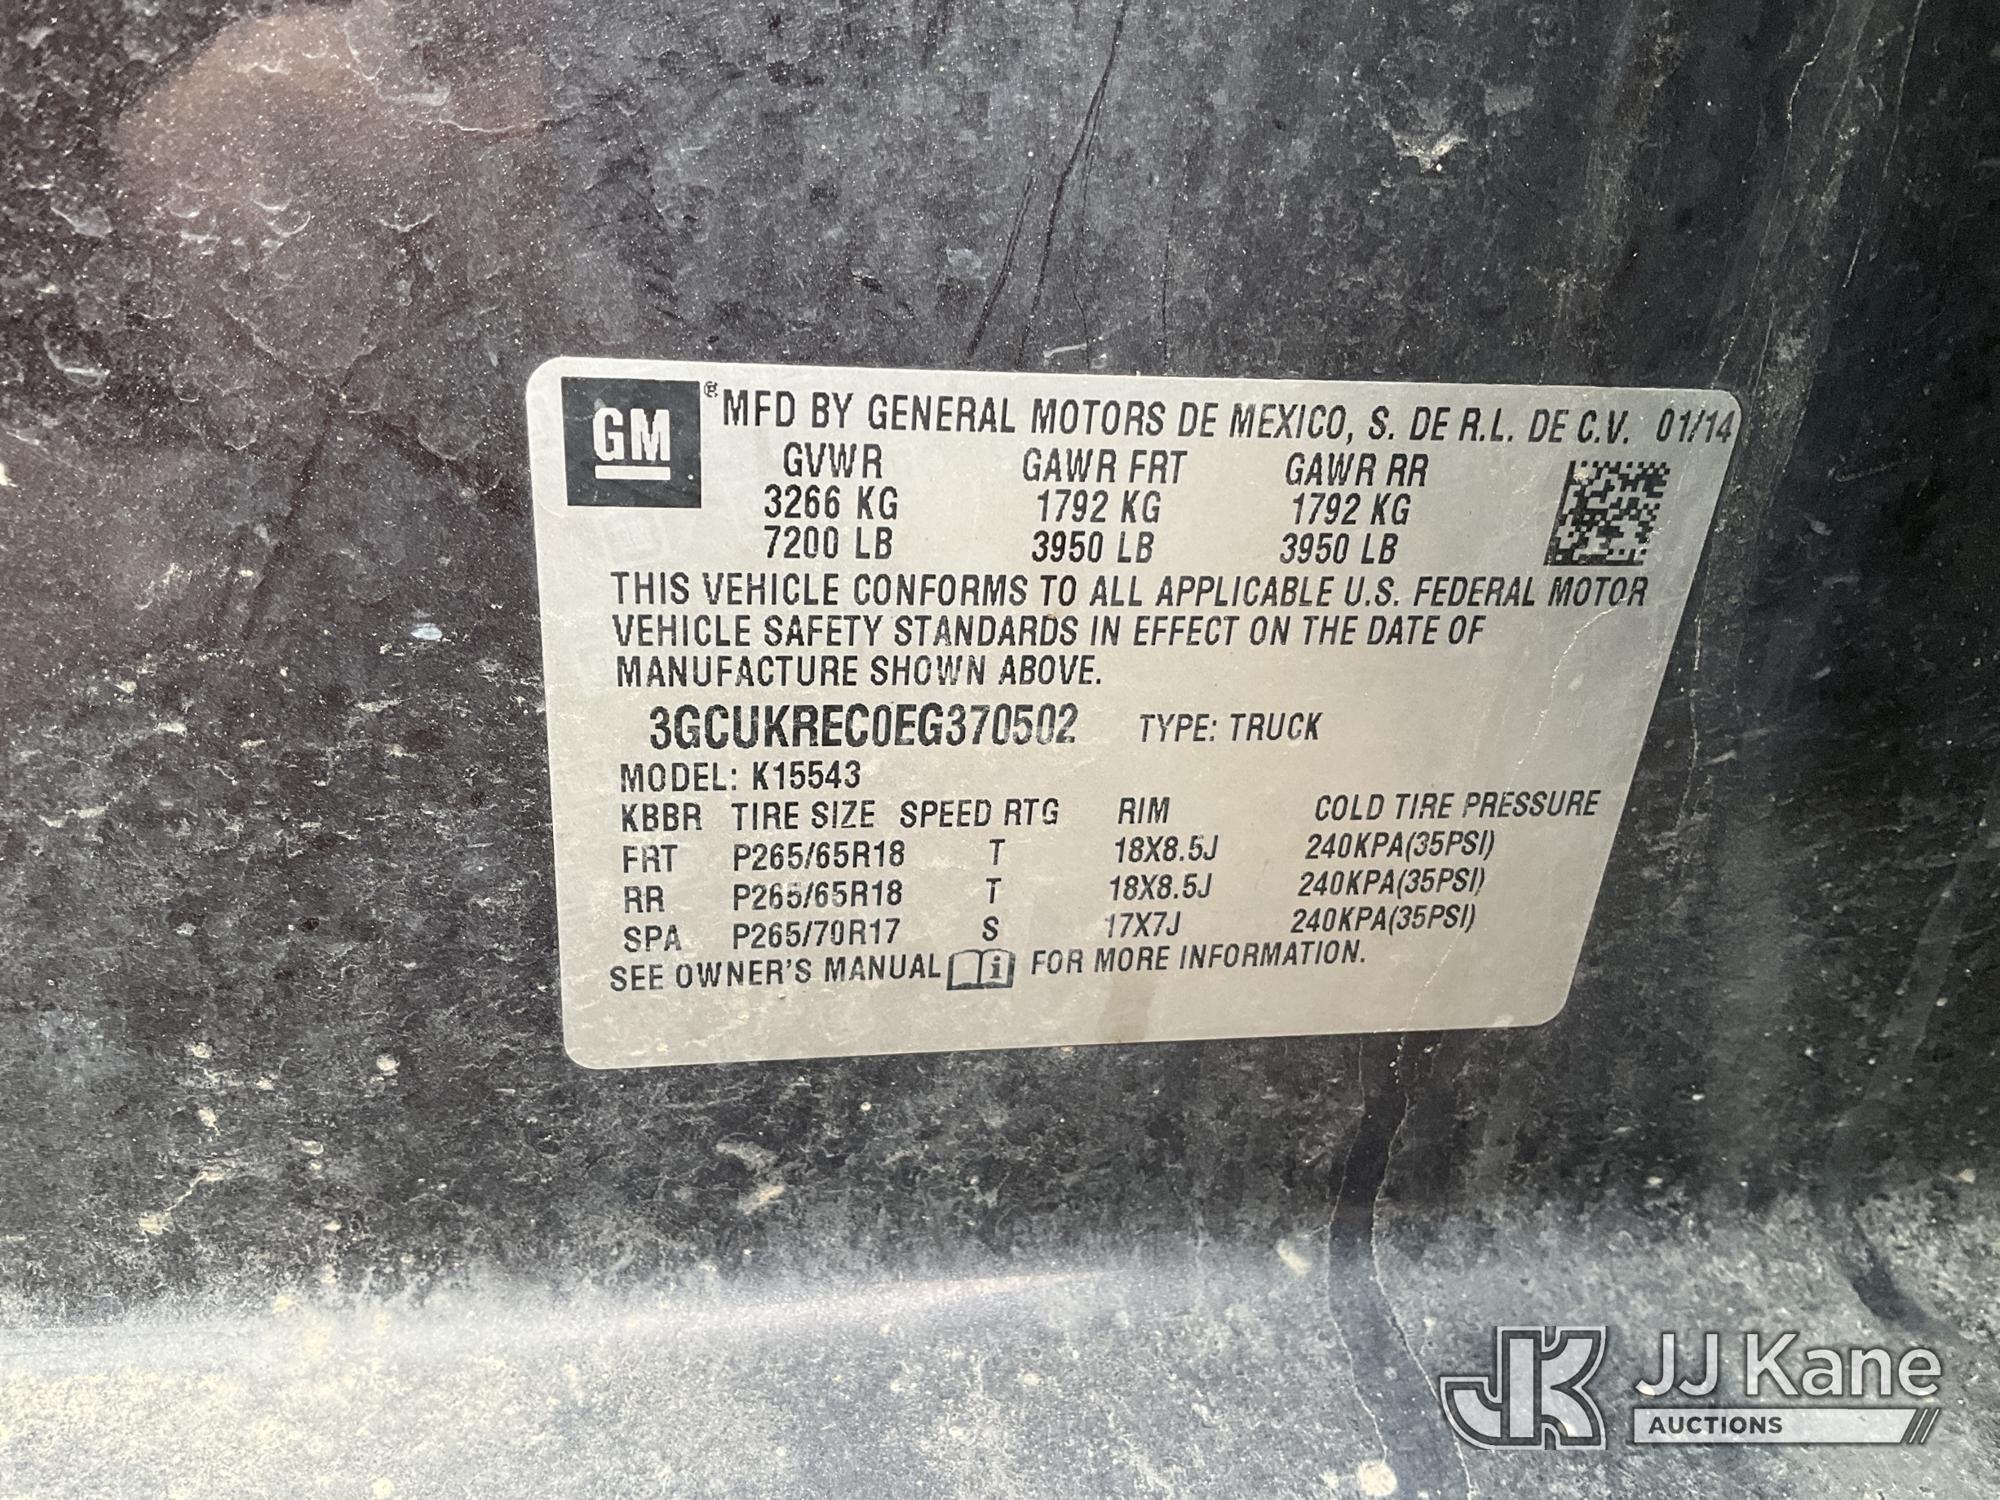 GM ® MFD BY GENERAL MOTORS DE MEXICO, S. DE R.L. DE C.V. 01/14
GVWR GAWR FRT GAWR RR
3266 KG 1792 KG 1792 KG
7200 LB 3950 LB 3950 LB
THIS VEHICLE CONFORMS TO ALL APPLICABLE U.S. FEDERAL MOTOR
VEHICLE SAFETY STANDARDS IN EFFECT ON THE DATE OF
MANUFACTURE SHOWN ABOVE.
3GCUKREC0EG370502 TYPE: TRUCK
MODEL: K15543
KBBR TIRE SIZE SPEED RTG RIM COLD TIRE PRESSURE
FRT P265/65R18 T 18X8.5J 240KPA(35PSI)
RR P265/65R18 T 18X8.5J 240KPA(35PSI)
SPA P265/70R17 S 17X7J 240KPA(35PSI)
SEE OWNER'S MANUAL i FOR MORE INFORMATION.
JK JJ Kane
AUCTIONS